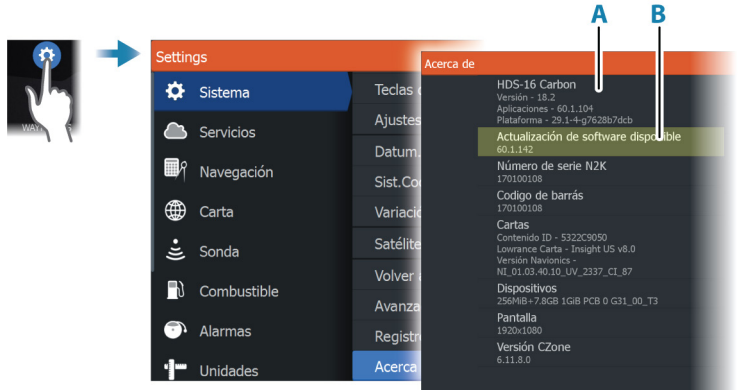 A B
WAY
Settings
Sistema
Servicios
Navegación
Carta
Sonda
Combustible
Alarmas
Unidades
Teclas
Ajustes
Datum.
Sist.Co
Variació
Satélite
Volver
Avanza
Registr
Acerca
Acerca de
HDS-16 Carbon
Versión - 18.2
Aplicaciones - 60.1.104
Plataforma - 29.1-4-g7628b7dcb
Actualización de software disponible
60.1.142
Número de serie N2K
170100108
Codigo de barrás
170100108
Cartas
Contenido ID - 5322C9050
Lowrance Carta - Insight US v8.0
Versión Navionics -
NI_01.03.40.10_UV_2337_CI_87
Dispositivos
256MiB+7.8GB 1GiB PCB 0 G31_00_T3
Pantalla
1920x1080
Versión CZone
6.11.8.0